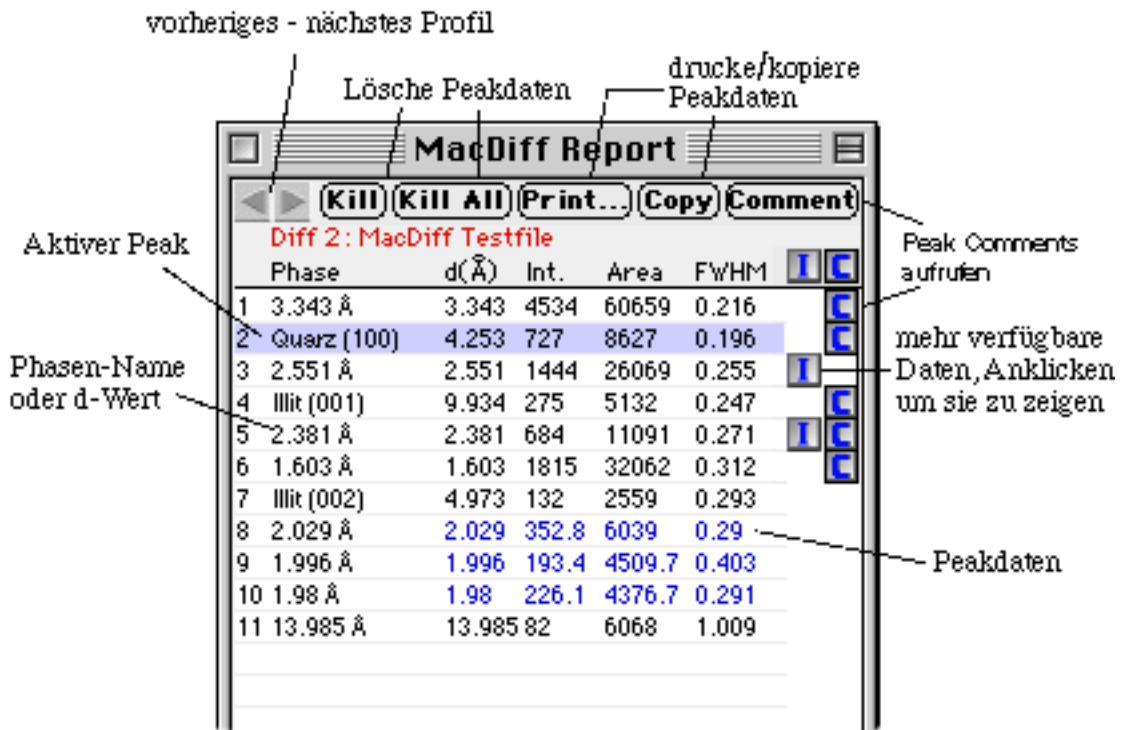 vorheriges - nächstes Profil
Lösche Peakdaten
drucke/kopiere
Peakdaten
MacDiff Report
Kill Kill All Print... Copy Comment
Diff 2: MacDiff Testfile
Aktiver Peak
Peak Comments
aufrufen
Phase d(Å) Int. Area FWHM I C
1 3.343 Å 3.343 4534 60659 0.216 C
2 Quarz (100) 4.253 727 8627 0.196 C
3 2.551 Å 2.551 1444 26069 0.255 I
4 Illit (001) 9.934 275 5132 0.247 C
5 2.381 Å 2.381 684 11091 0.271 I C
6 1.603 Å 1.603 1815 32062 0.312 C
7 Illit (002) 4.973 132 2559 0.293
8 2.029 Å 2.029 352.8 6039 0.29
9 1.996 Å 1.996 193.4 4509.7 0.403
10 1.98 Å 1.98 226.1 4376.7 0.291
11 13.985 Å 13.985 82 6068 1.009
Phasen-Name
oder d-Wert
mehr verfügbare
Daten, Anklicken
um sie zu zeigen
Peakdaten